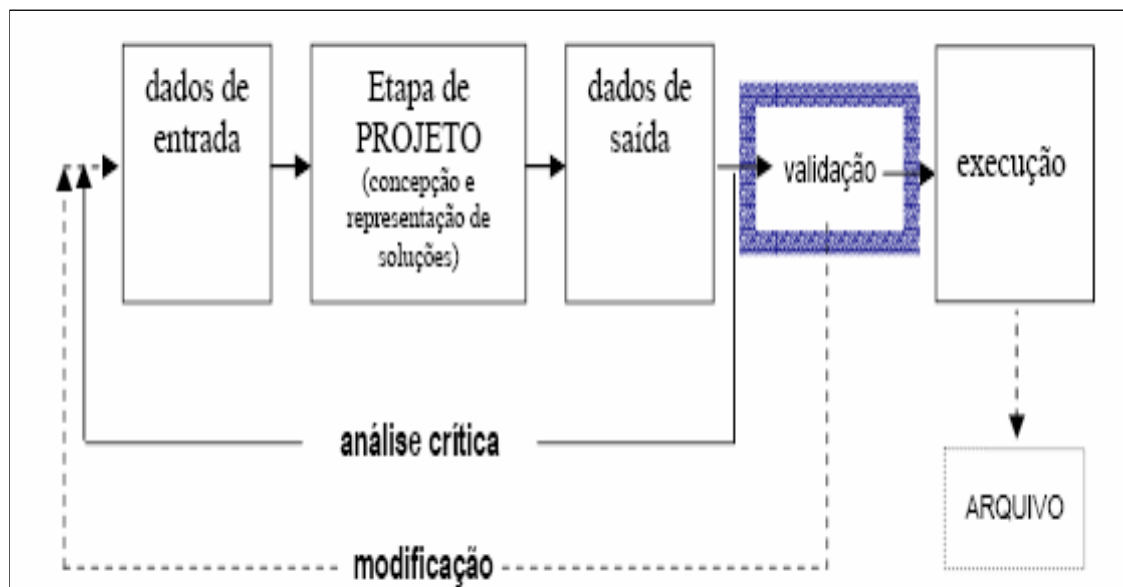 dados de
entrada
Etapa de
PROJETO
(concepção e
representação de
soluções)
dados de
saída
validação
execução
análise crítica
ARQUIVO
modificação